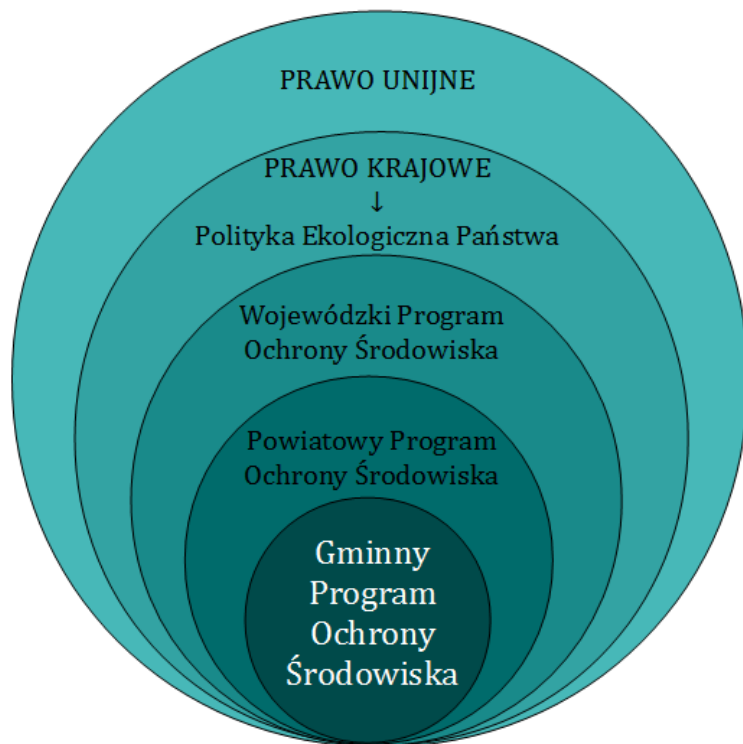 PRAWO UNIJNE
PRAWO KRAJOWE
↓
Polityka Ekologiczna Państwa
Wojewódzki Program
Ochrony Środowiska
Powiatowy Program
Ochrony Środowiska
Gminny
Program
Ochrony
Środowiska